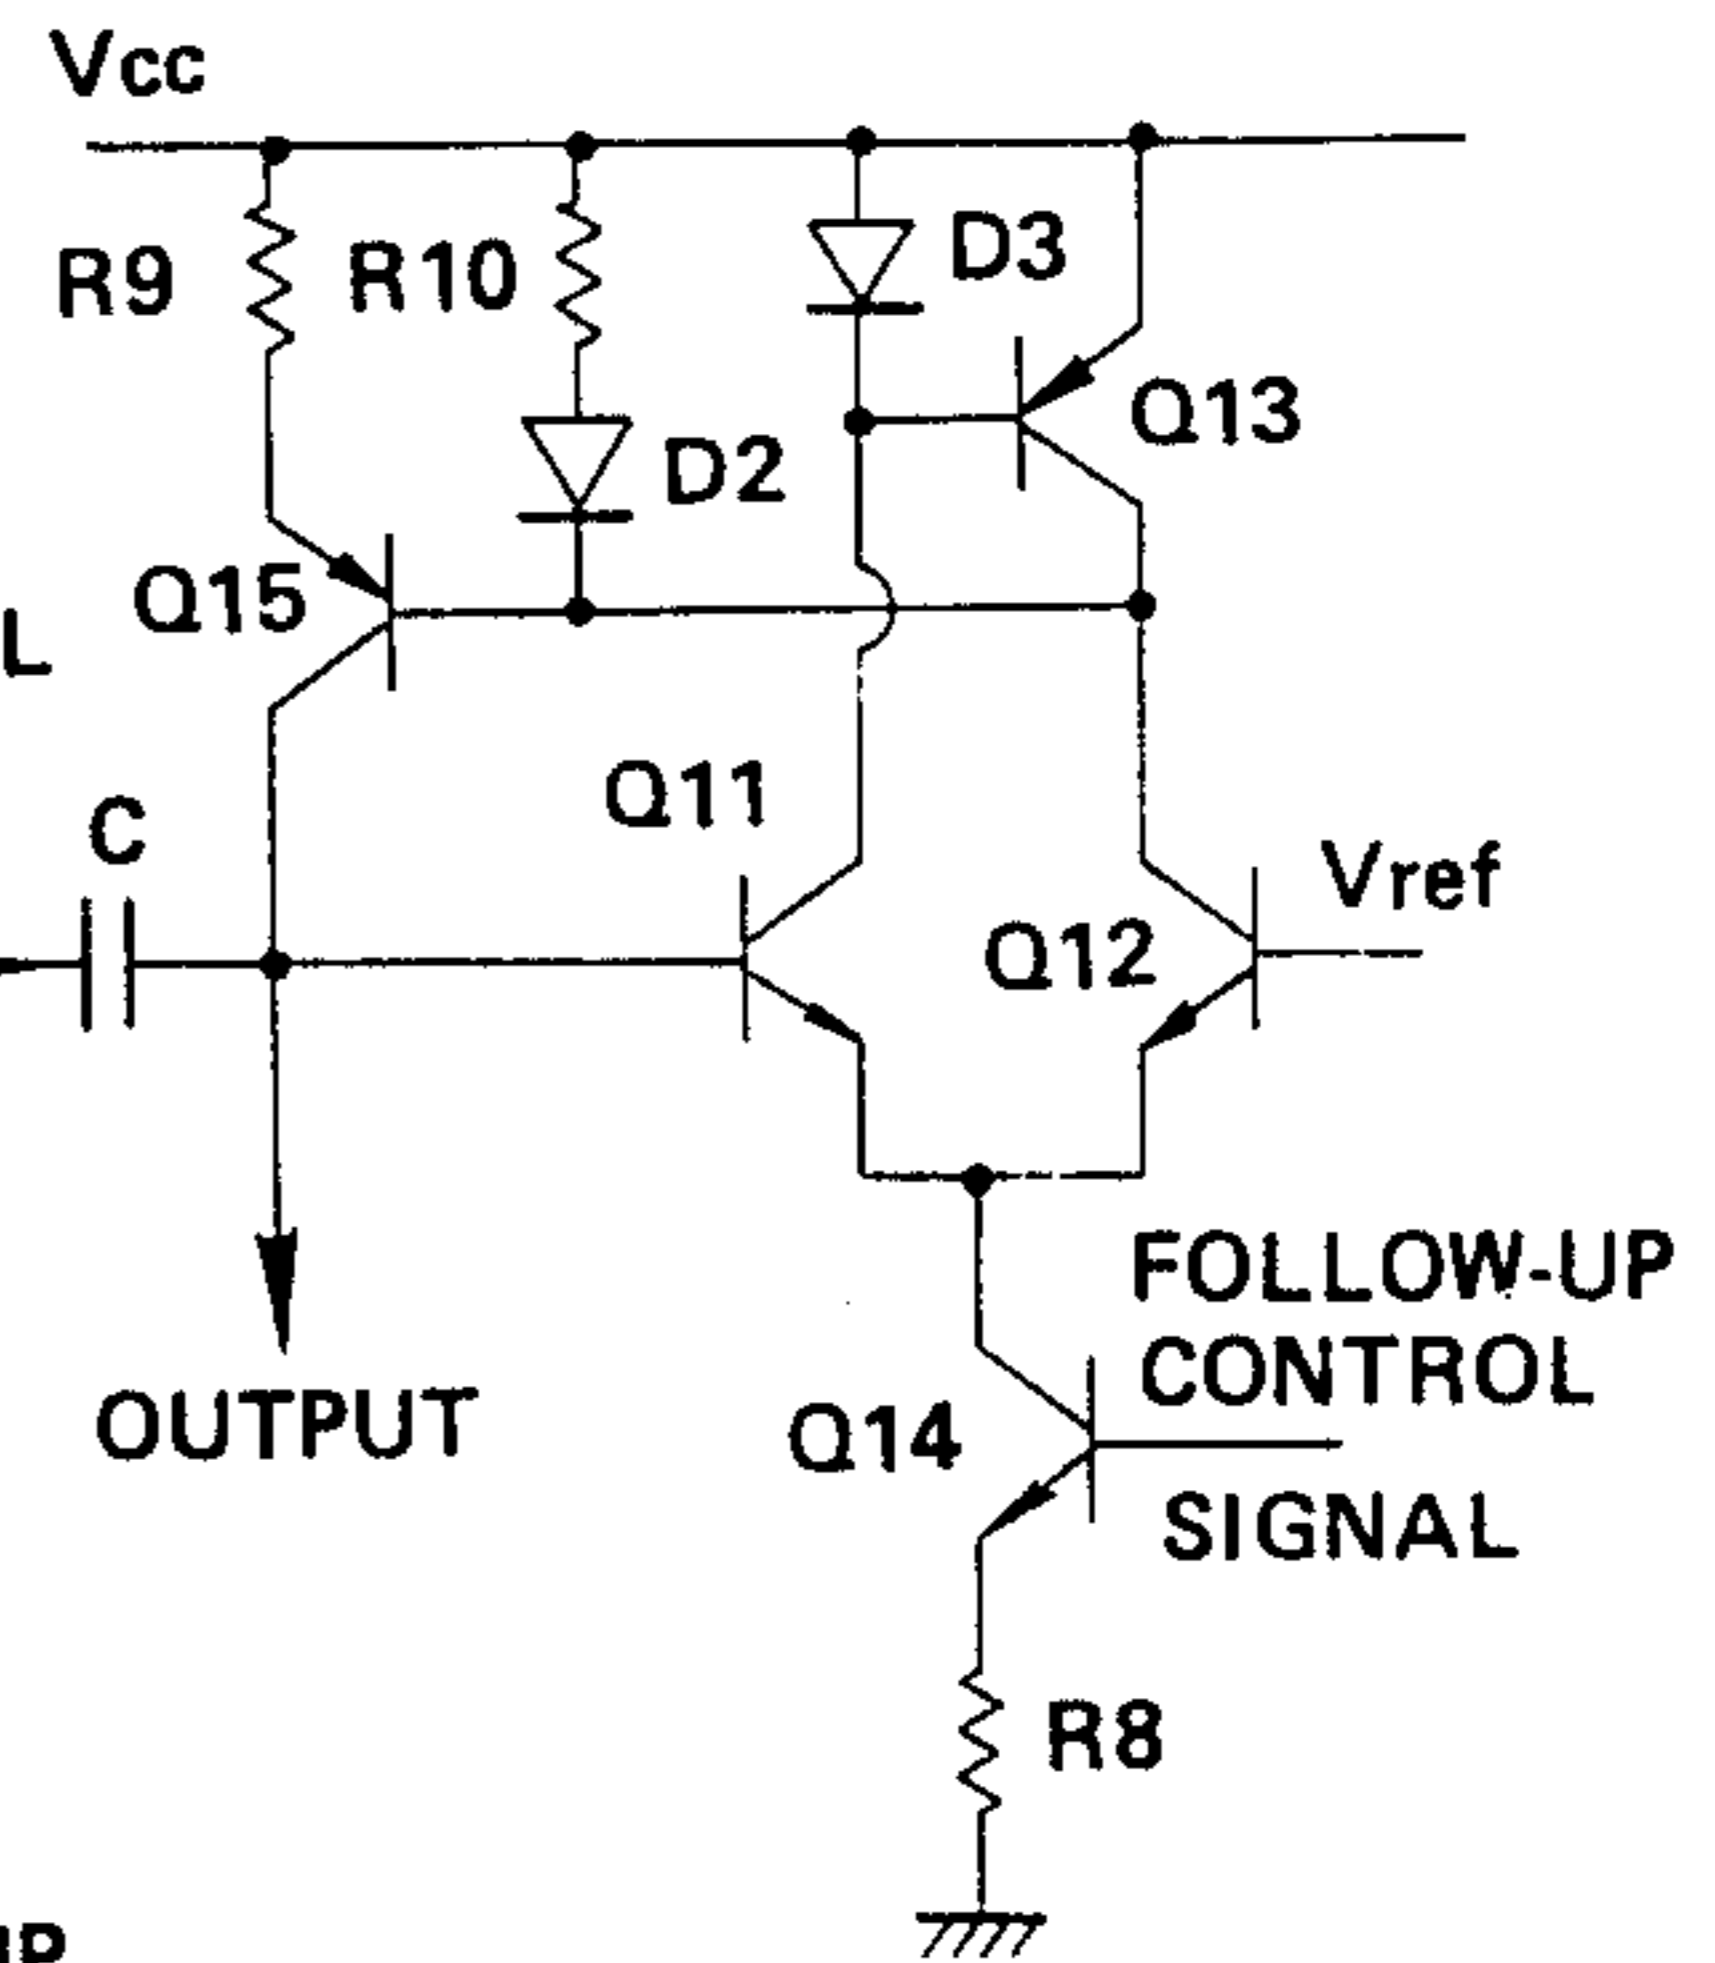 Vcc
R9
R10
D3
Q13
D2
Q15
L
Q11
C
Vref
Q12
FOLLOW-UP
CONTROL
OUTPUT
Q14
SIGNAL
R8